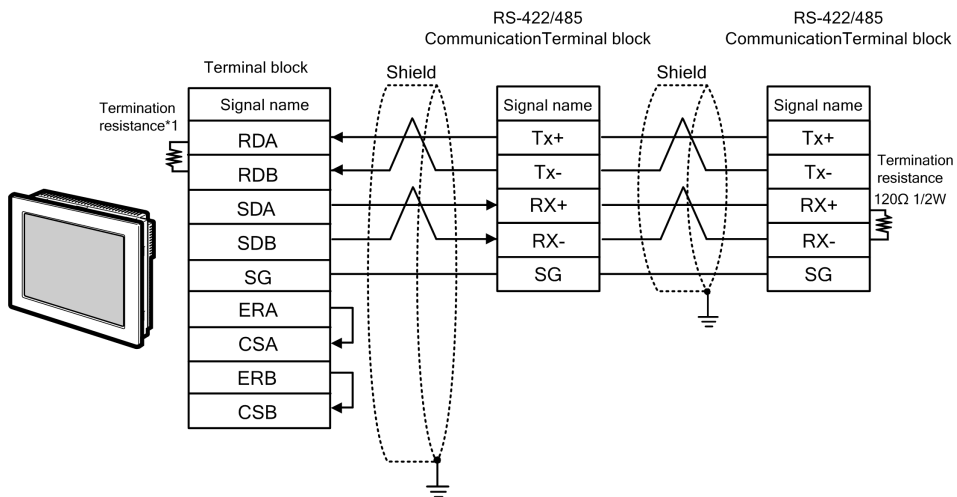 RS-422/485
CommunicationTerminal block
RS-422/485
CommunicationTerminal block
Terminal block
Shield
Shield
Termination
resistance*1
Signal name
RDA
RDB
SDA
SDB
SG
ERA
CSA
ERB
CSB
Signal name
Tx+
Tx-
RX+
RX-
SG
Signal name
Tx+
Tx-
RX+
RX-
SG
Termination
resistance
120Ω 1/2W